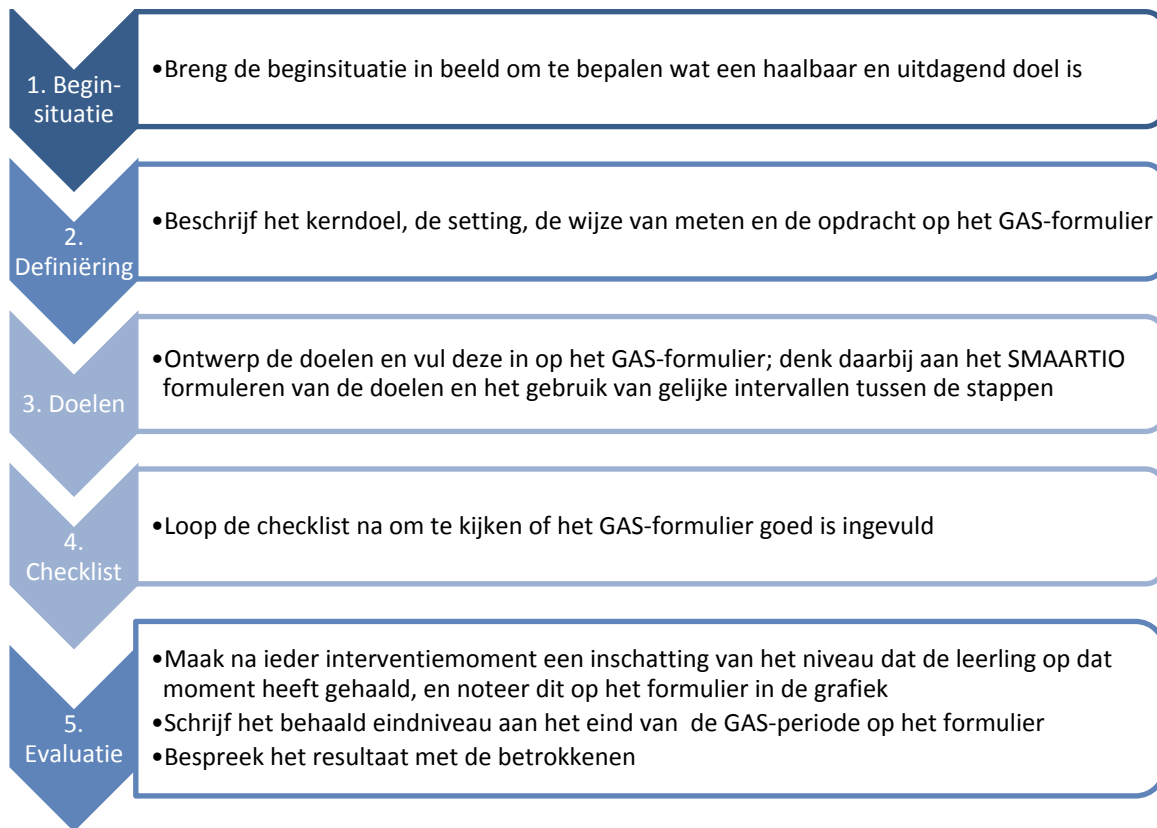 1. Begin-
situatie
•Breng de beginsituatie in beeld om te bepalen wat een haalbaar en uitdagend doel is
2.
Definiëring
•Beschrijf het kerndoel, de setting, de wijze van meten en de opdracht op het GAS-formulier
3. Doelen
•Ontwerp de doelen en vul deze in op het GAS-formulier; denk daarbij aan het SMAARTIO
formuleren van de doelen en het gebruik van gelijke intervallen tussen de stappen
4.
Checklist
•Loop de checklist na om te kijken of het GAS-formulier goed is ingevuld
5.
Evaluatie
•Maak na ieder interventiemoment een inschatting van het niveau dat de leerling op dat
moment heeft gehaald, en noteer dit op het formulier in de grafiek
•Schrijf het behaald eindniveau aan het eind van de GAS-periode op het formulier
•Bespreek het resultaat met de betrokkenen